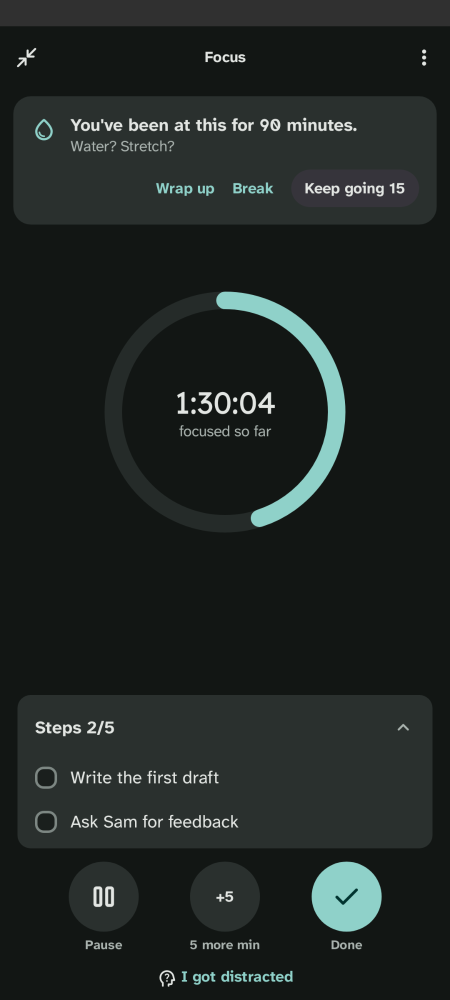 Focus
You've been at this for 90 minutes.
Water? Stretch?
Wrap up
Break
Keep going 15
1:30:04
focused so far
Steps 2/5
Write the first draft
Ask Sam for feedback
+5
Pause
5 more min
Done
I got distracted